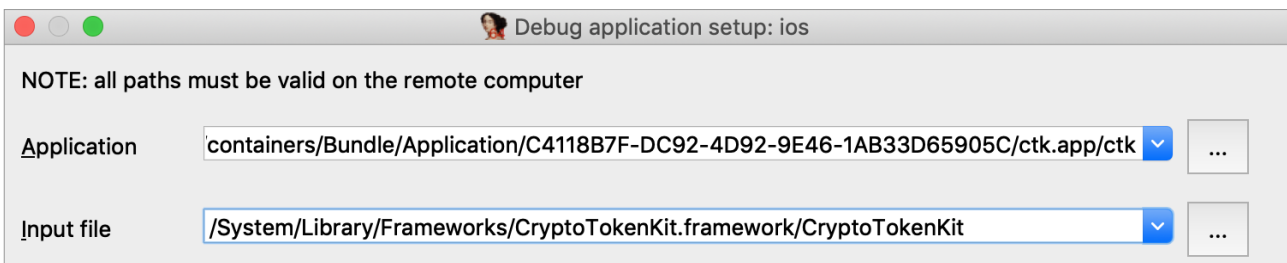 Debug application setup: ios
NOTE: all paths must be valid on the remote computer
Application /containers/Bundle/Application/C4118B7F-DC92-4D92-9E46-1AB33D65905C/ctk.app/ctk ...
Input file /System/Library/Frameworks/CryptoTokenKit.framework/CryptoTokenKit ...